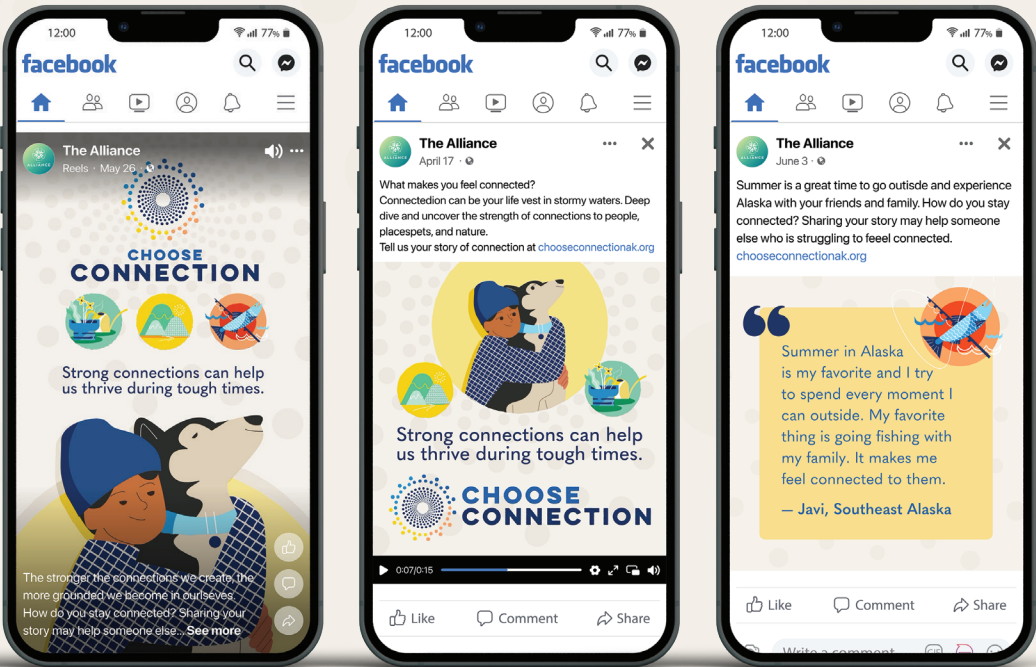 12:00
77%
facebook
The Alliance
Reels · May 26 ·
ALLIANCE
CHOOSE
CONNECTION
Strong connections can help
us thrive during tough times.
The stronger the connections we create, the
more grounded we become in ourlseves.
How do you stay connected? Sharing your
story may help someone else... See more
12:00
77%
facebook
The Alliance
April 17 ·
ALLIANCE
What makes you feel connected?
Connectedion can be your life vest in stormy waters. Deep
dive and uncover the strength of connections to people,
placespets, and nature.
Tell us your story of connection at chooseconnectionak.org
Strong connections can help
us thrive during tough times.
CHOOSE
CONNECTION
0:07/0:15
Like
Comment
Share
12:00
77%
facebook
The Alliance
June 3 ·
ALLIANCE
Summer is a great time to go outisde and experience
Alaska with your friends and family. How do you stay
connected? Sharing your story may help someone
else who is struggling to feeel connected.
chooseconnectionak.org
Summer in Alaska
is my favorite and I try
to spend every moment I
can outside. My favorite
thing is going fishing with
my family. It makes me
feel connected to them.
— Javi, Southeast Alaska
Like
Comment
Share
Write a comment
GIF